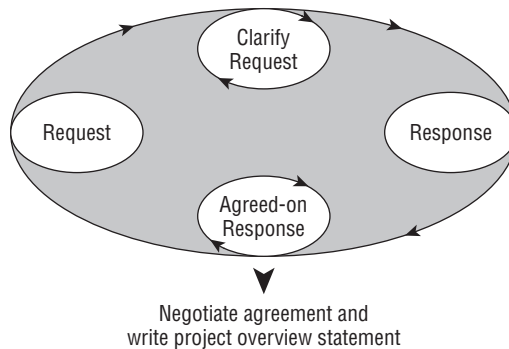 Clarify
Request
Request
Response
Agreed-on
Response
Negotiate agreement and
write project overview statement